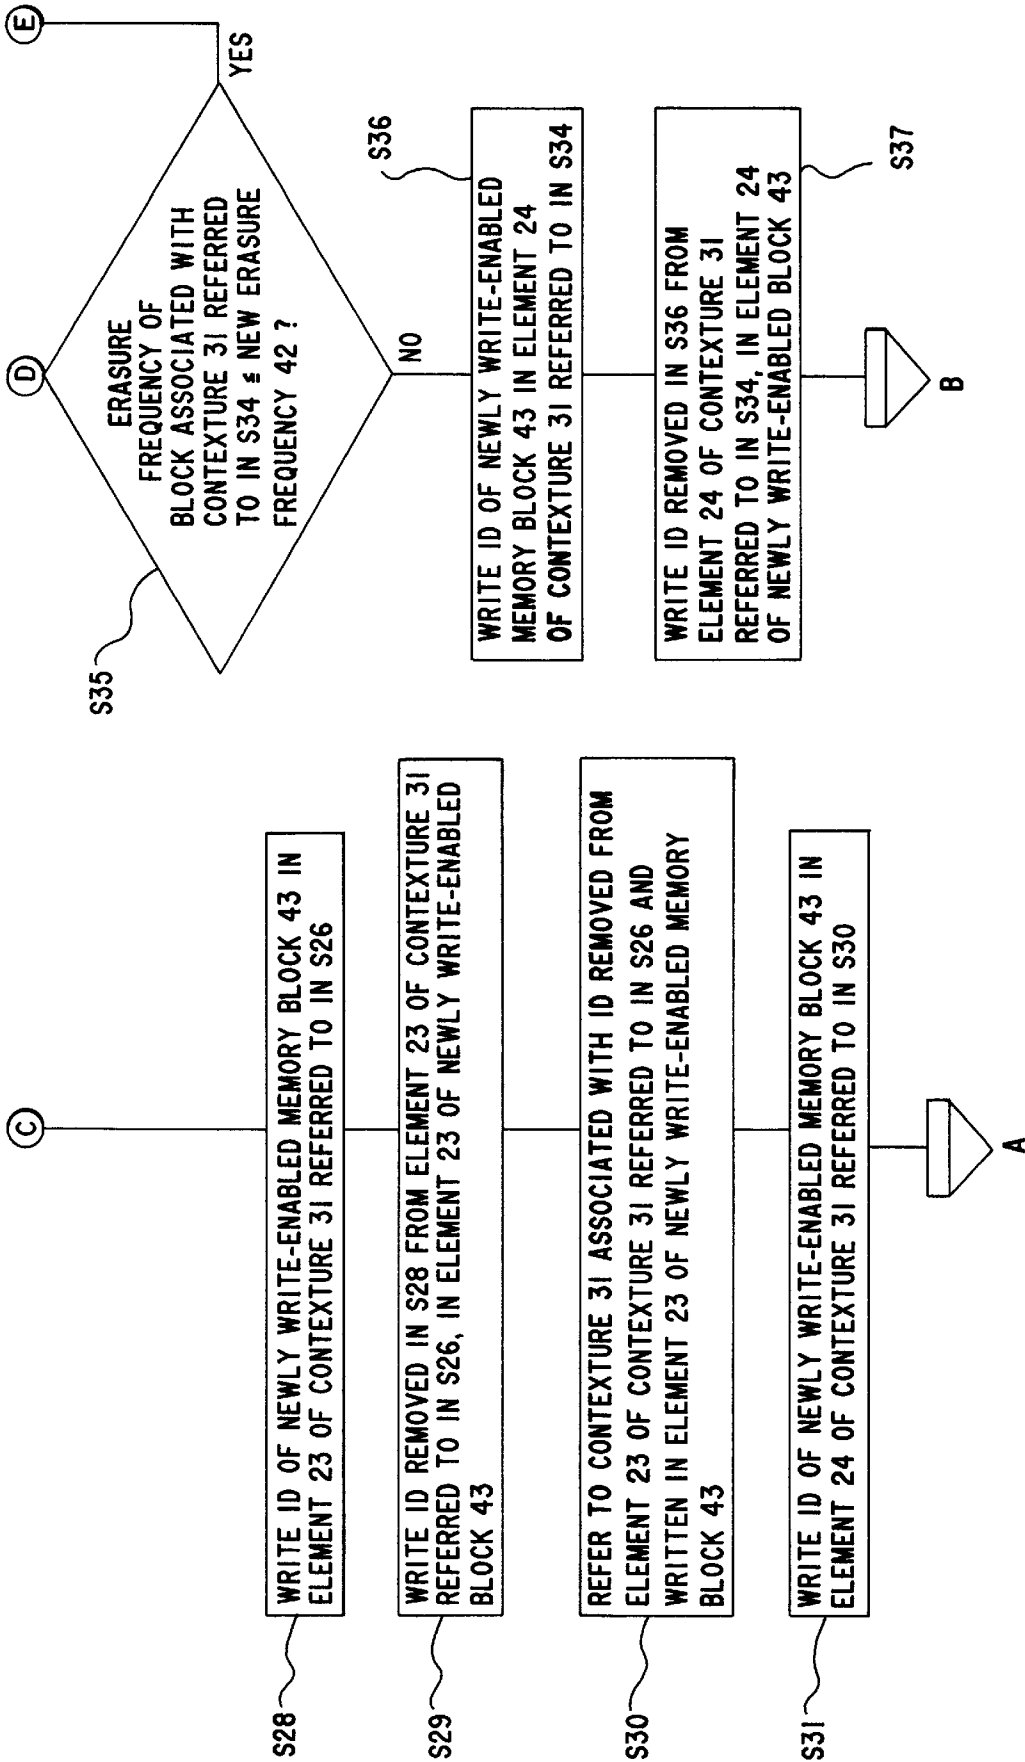 C
S28
WRITE ID OF NEWLY WRITE-ENABLED MEMORY BLOCK 43 IN
ELEMENT 23 OF CONTEXTURE 31 REFERRED TO IN S26
S29
WRITE ID REMOVED IN S28 FROM ELEMENT 23 OF CONTEXTURE 31
REFERRED TO IN S26, IN ELEMENT 23 OF NEWLY WRITE-ENABLED
BLOCK 43
S30
REFER TO CONTEXTURE 31 ASSOCIATED WITH ID REMOVED FROM
ELEMENT 23 OF CONTEXTURE 31 REFERRED TO IN S26 AND
WRITTEN IN ELEMENT 23 OF NEWLY WRITE-ENABLED MEMORY
BLOCK 43
S31
WRITE ID OF NEWLY WRITE-ENABLED MEMORY BLOCK 43 IN
ELEMENT 24 OF CONTEXTURE 31 REFERRED TO IN S30
A
D
E
S35
ERASURE
FREQUENCY OF
BLOCK ASSOCIATED WITH
CONTEXTURE 31 REFERRED
TO IN S34 ≤ NEW ERASURE
FREQUENCY 42 ?
YES
NO
S36
WRITE ID OF NEWLY WRITE-ENABLED
MEMORY BLOCK 43 IN ELEMENT 24
OF CONTEXTURE 31 REFERRED TO IN S34
S37
WRITE ID REMOVED IN S36 FROM
ELEMENT 24 OF CONTEXTURE 31
REFERRED TO IN S34, IN ELEMENT 24
OF NEWLY WRITE-ENABLED BLOCK 43
B